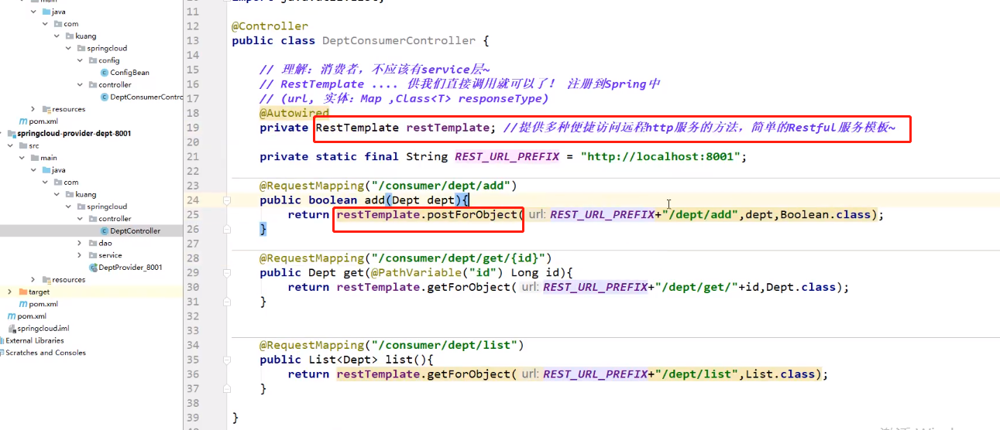 main
java
com
kuang
springcloud
config
ConfigBean
controller
DeptConsumerContro
resources
pom.xml
springcloud-provider-dept-8001
src
main
java
com
kuang
springcloud
controller
DeptController
dao
service
DeptProvider_8001
resources
target
pom.xml
pom.xml
springcloud.iml
External Libraries
Scratches and Consoles
11
12 @Controller
13 public class DeptConsumerController {
14
15 // 理解：消费者，不应该有service层~
16 // RestTemplate .... 供我们直接调用就可以了！ 注册到Spring中
17 // (url, 实体：Map ,Class<T> responseType)
18 @Autowired
19 private RestTemplate restTemplate; //提供多种便捷访问远程http服务的方法，简单的Restful服务模板~
20
21 private static final String REST_URL_PREFIX = "http://localhost:8001";
22
23 @RequestMapping("/consumer/dept/add")
24 public boolean add(Dept dept){
25 return restTemplate.postForObject( url: REST_URL_PREFIX+"/dept/add",dept,Boolean.class);
26 }
27
28 @RequestMapping("/consumer/dept/get/{id}")
29 public Dept get(@PathVariable("id") Long id){
30 return restTemplate.getForObject( url: REST_URL_PREFIX+"/dept/get/"+id,Dept.class);
31 }
32
33
34 @RequestMapping("/consumer/dept/list")
35 public List<Dept> list(){
36 return restTemplate.getForObject( url: REST_URL_PREFIX+"/dept/list",List.class);
37 }
38
39 }